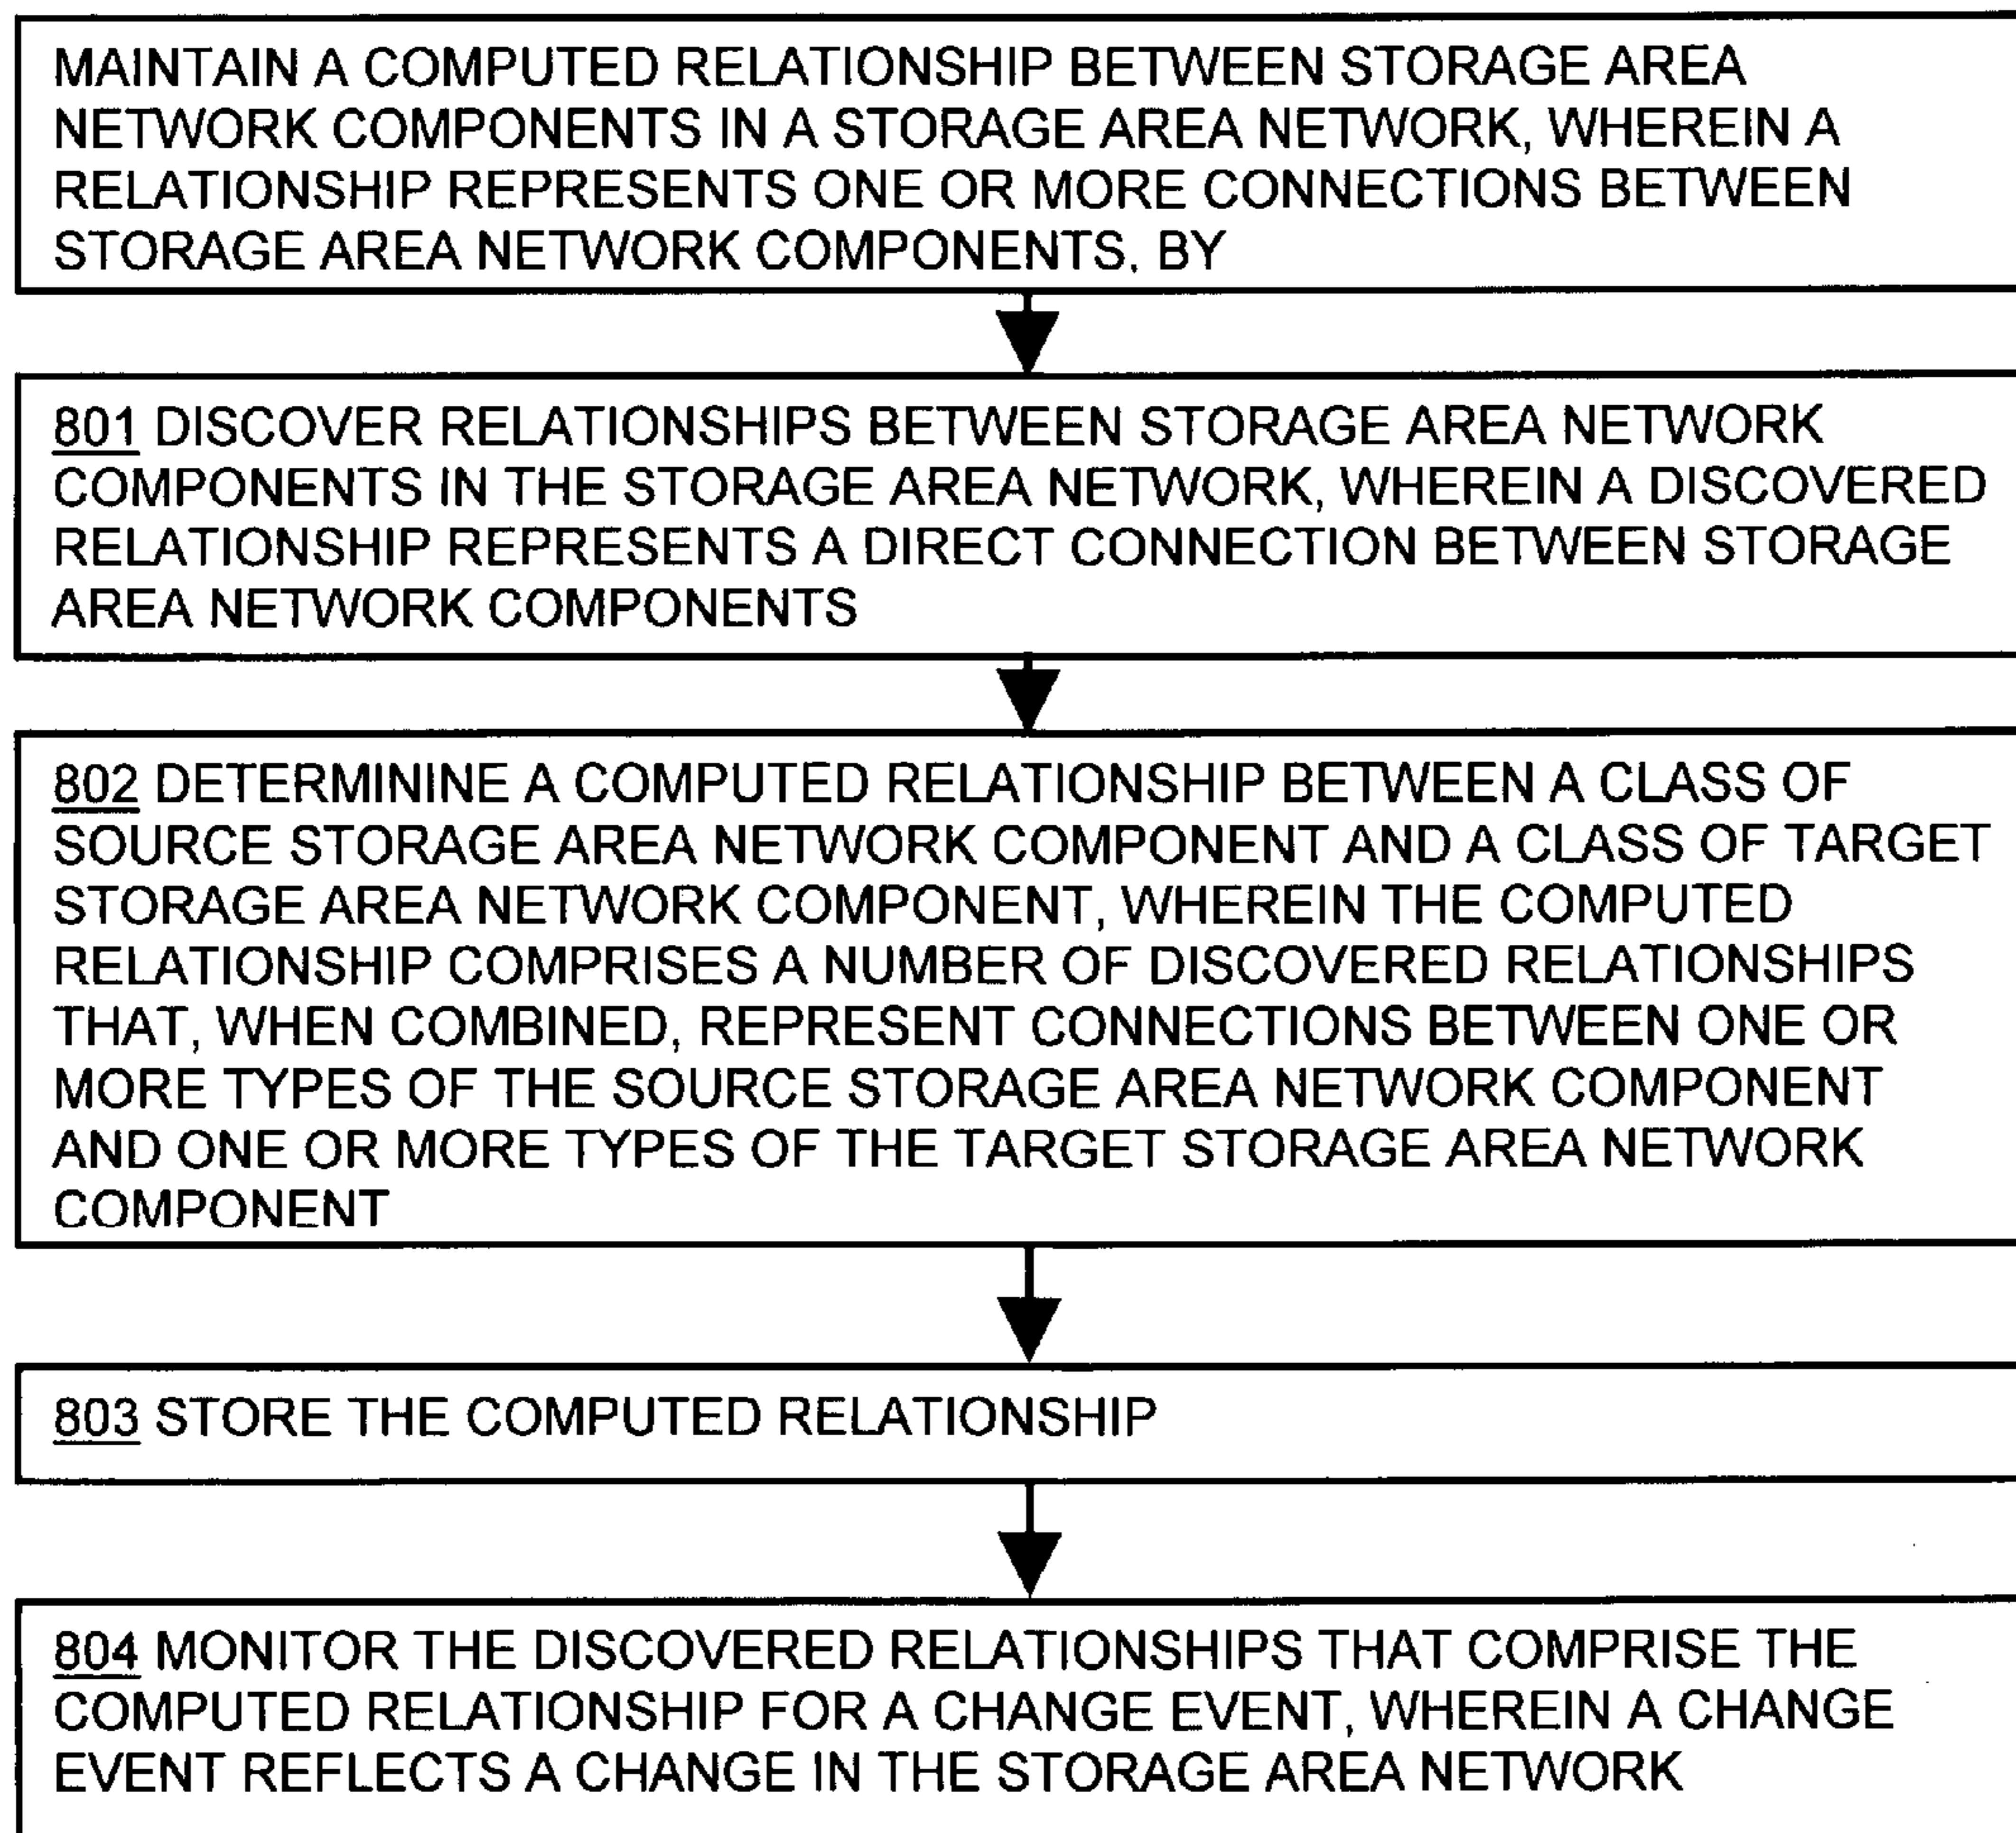 MAINTAIN A COMPUTED RELATIONSHIP BETWEEN STORAGE AREA
NETWORK COMPONENTS IN A STORAGE AREA NETWORK, WHEREIN A
RELATIONSHIP REPRESENTS ONE OR MORE CONNECTIONS BETWEEN
STORAGE AREA NETWORK COMPONENTS, BY
801 DISCOVER RELATIONSHIPS BETWEEN STORAGE AREA NETWORK
COMPONENTS IN THE STORAGE AREA NETWORK, WHEREIN A DISCOVERED
RELATIONSHIP REPRESENTS A DIRECT CONNECTION BETWEEN STORAGE
AREA NETWORK COMPONENTS
802 DETERMININE A COMPUTED RELATIONSHIP BETWEEN A CLASS OF
SOURCE STORAGE AREA NETWORK COMPONENT AND A CLASS OF TARGET
STORAGE AREA NETWORK COMPONENT, WHEREIN THE COMPUTED
RELATIONSHIP COMPRISES A NUMBER OF DISCOVERED RELATIONSHIPS
THAT, WHEN COMBINED, REPRESENT CONNECTIONS BETWEEN ONE OR
MORE TYPES OF THE SOURCE STORAGE AREA NETWORK COMPONENT
AND ONE OR MORE TYPES OF THE TARGET STORAGE AREA NETWORK
COMPONENT
803 STORE THE COMPUTED RELATIONSHIP
804 MONITOR THE DISCOVERED RELATIONSHIPS THAT COMPRISE THE
COMPUTED RELATIONSHIP FOR A CHANGE EVENT, WHEREIN A CHANGE
EVENT REFLECTS A CHANGE IN THE STORAGE AREA NETWORK